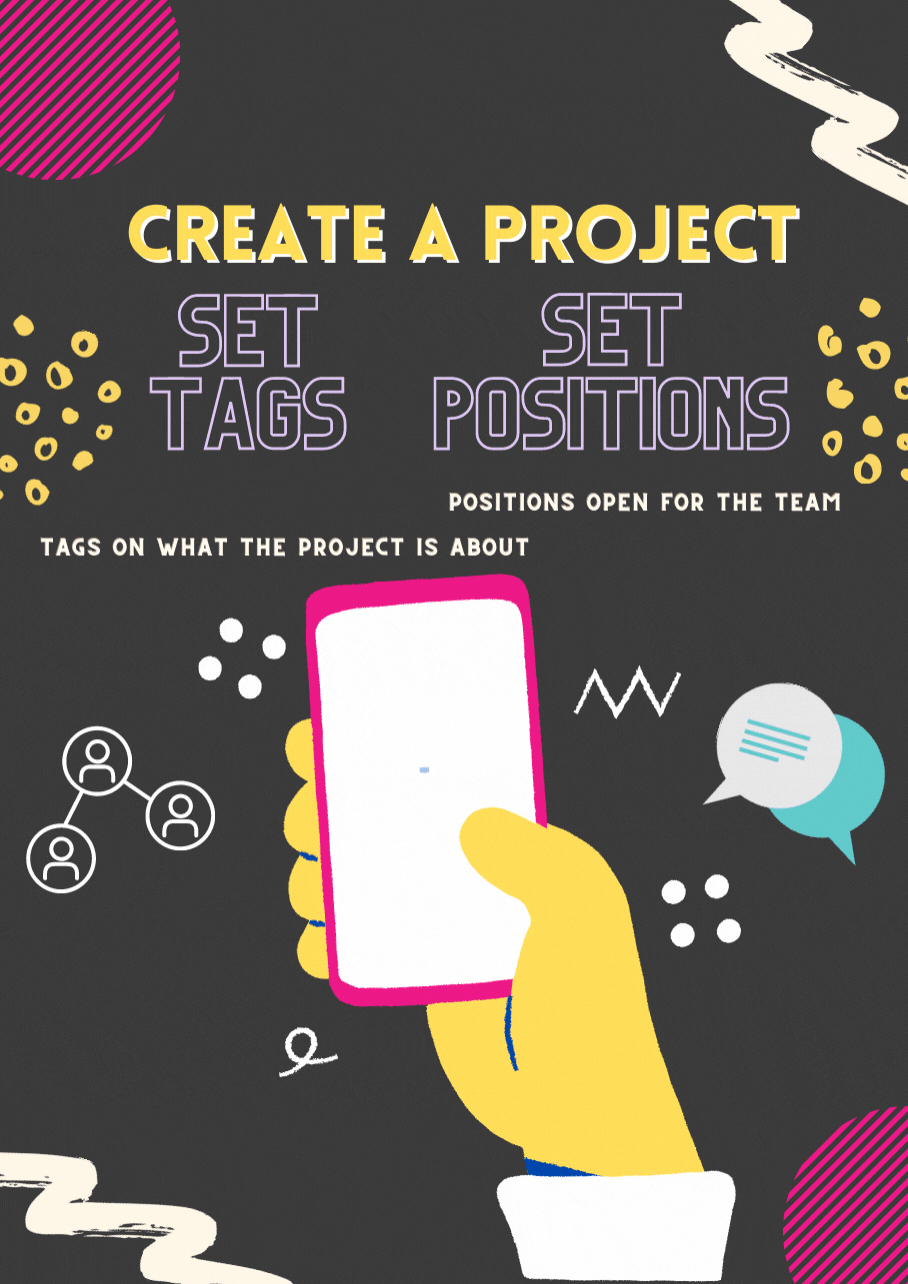 CREATE A PROJECT
SET
TAGS
SET
POSITIONS
POSITIONS OPEN FOR THE TEAM
TAGS ON WHAT THE PROJECT IS ABOUT